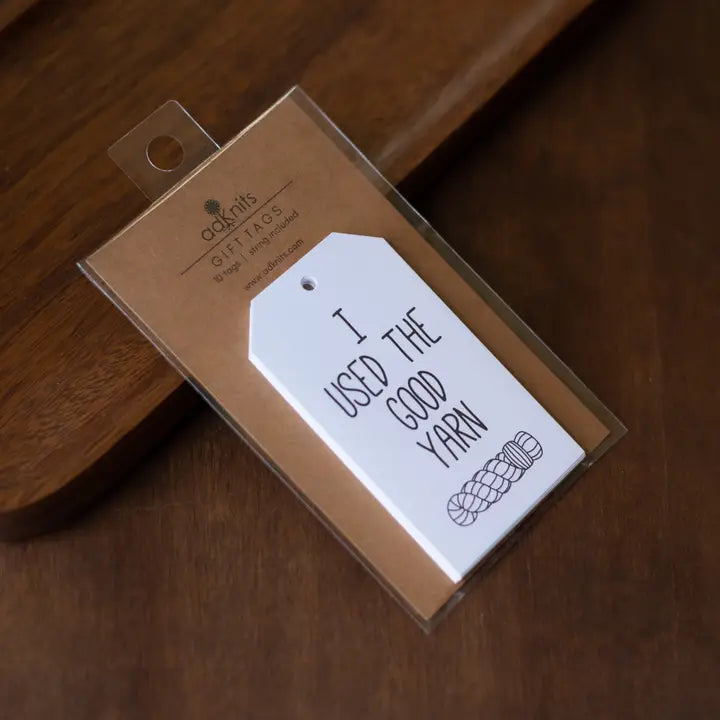 adKnits
GIFT TAGS
10 tags | string included
www.adknits.com
I
USED THE
GOOD
YARN